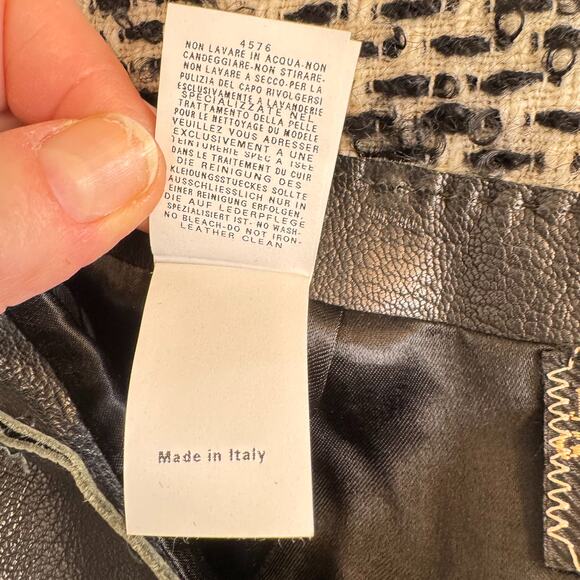 4576
NON LAVARE IN ACQUA-NON
CANDEGGIARE-NON STIRARE-
NON LAVARE A SECCO-PER LA
PULIZIA DEL CAPO RIVOLGERSI
ESCLUSIVAMENTE A LAVANDERIE
SPECIALIZZATE NEL
TRATTAMENTO DELLA PELLE
POUR LE NETTOYAGE DU MODÈLE
VEUILLEZ VOUS ADRESSER
EXCLUSIVEMENT A UNE
TEINTURERIE SPECIALISEE
DANS LE TRAITEMENT DU CUIR
DIE REINIGUNG DES
KLEIDUNGSSTUECKES SOLLTE
AUSSCHLIESSLICH NUR IN
EINER REINIGUNG ERFOLGEN,
DIE AUF LEDERPFLEGE
SPEZIALISIERT IST- NO WASH-
NO BLEACH-DO NOT IRON-
LEATHER CLEAN
Made in Italy